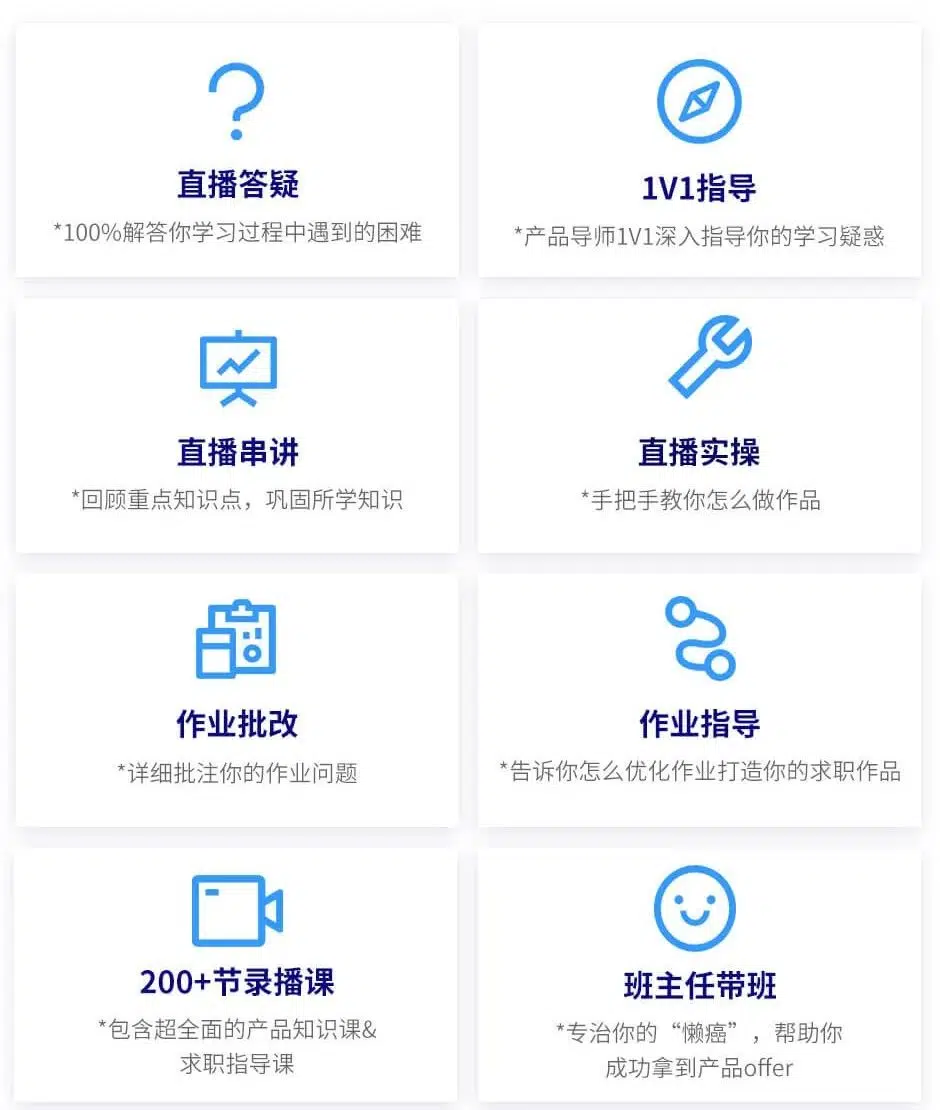 直播答疑
*100%解答你学习过程中遇到的困难
1V1指导
*产品导师1V1深入指导你的学习疑惑
直播串讲
*回顾重点知识点，巩固所学知识
直播实操
*手把手教你怎么做作品
作业批改
*详细批注你的作业问题
作业指导
*告诉你怎么优化作业打造你的求职作品
200+节录播课
*包含超全面的产品知识课&
求职指导课
班主任带班
*专治你的“懒癌”，帮助你
成功拿到产品offer